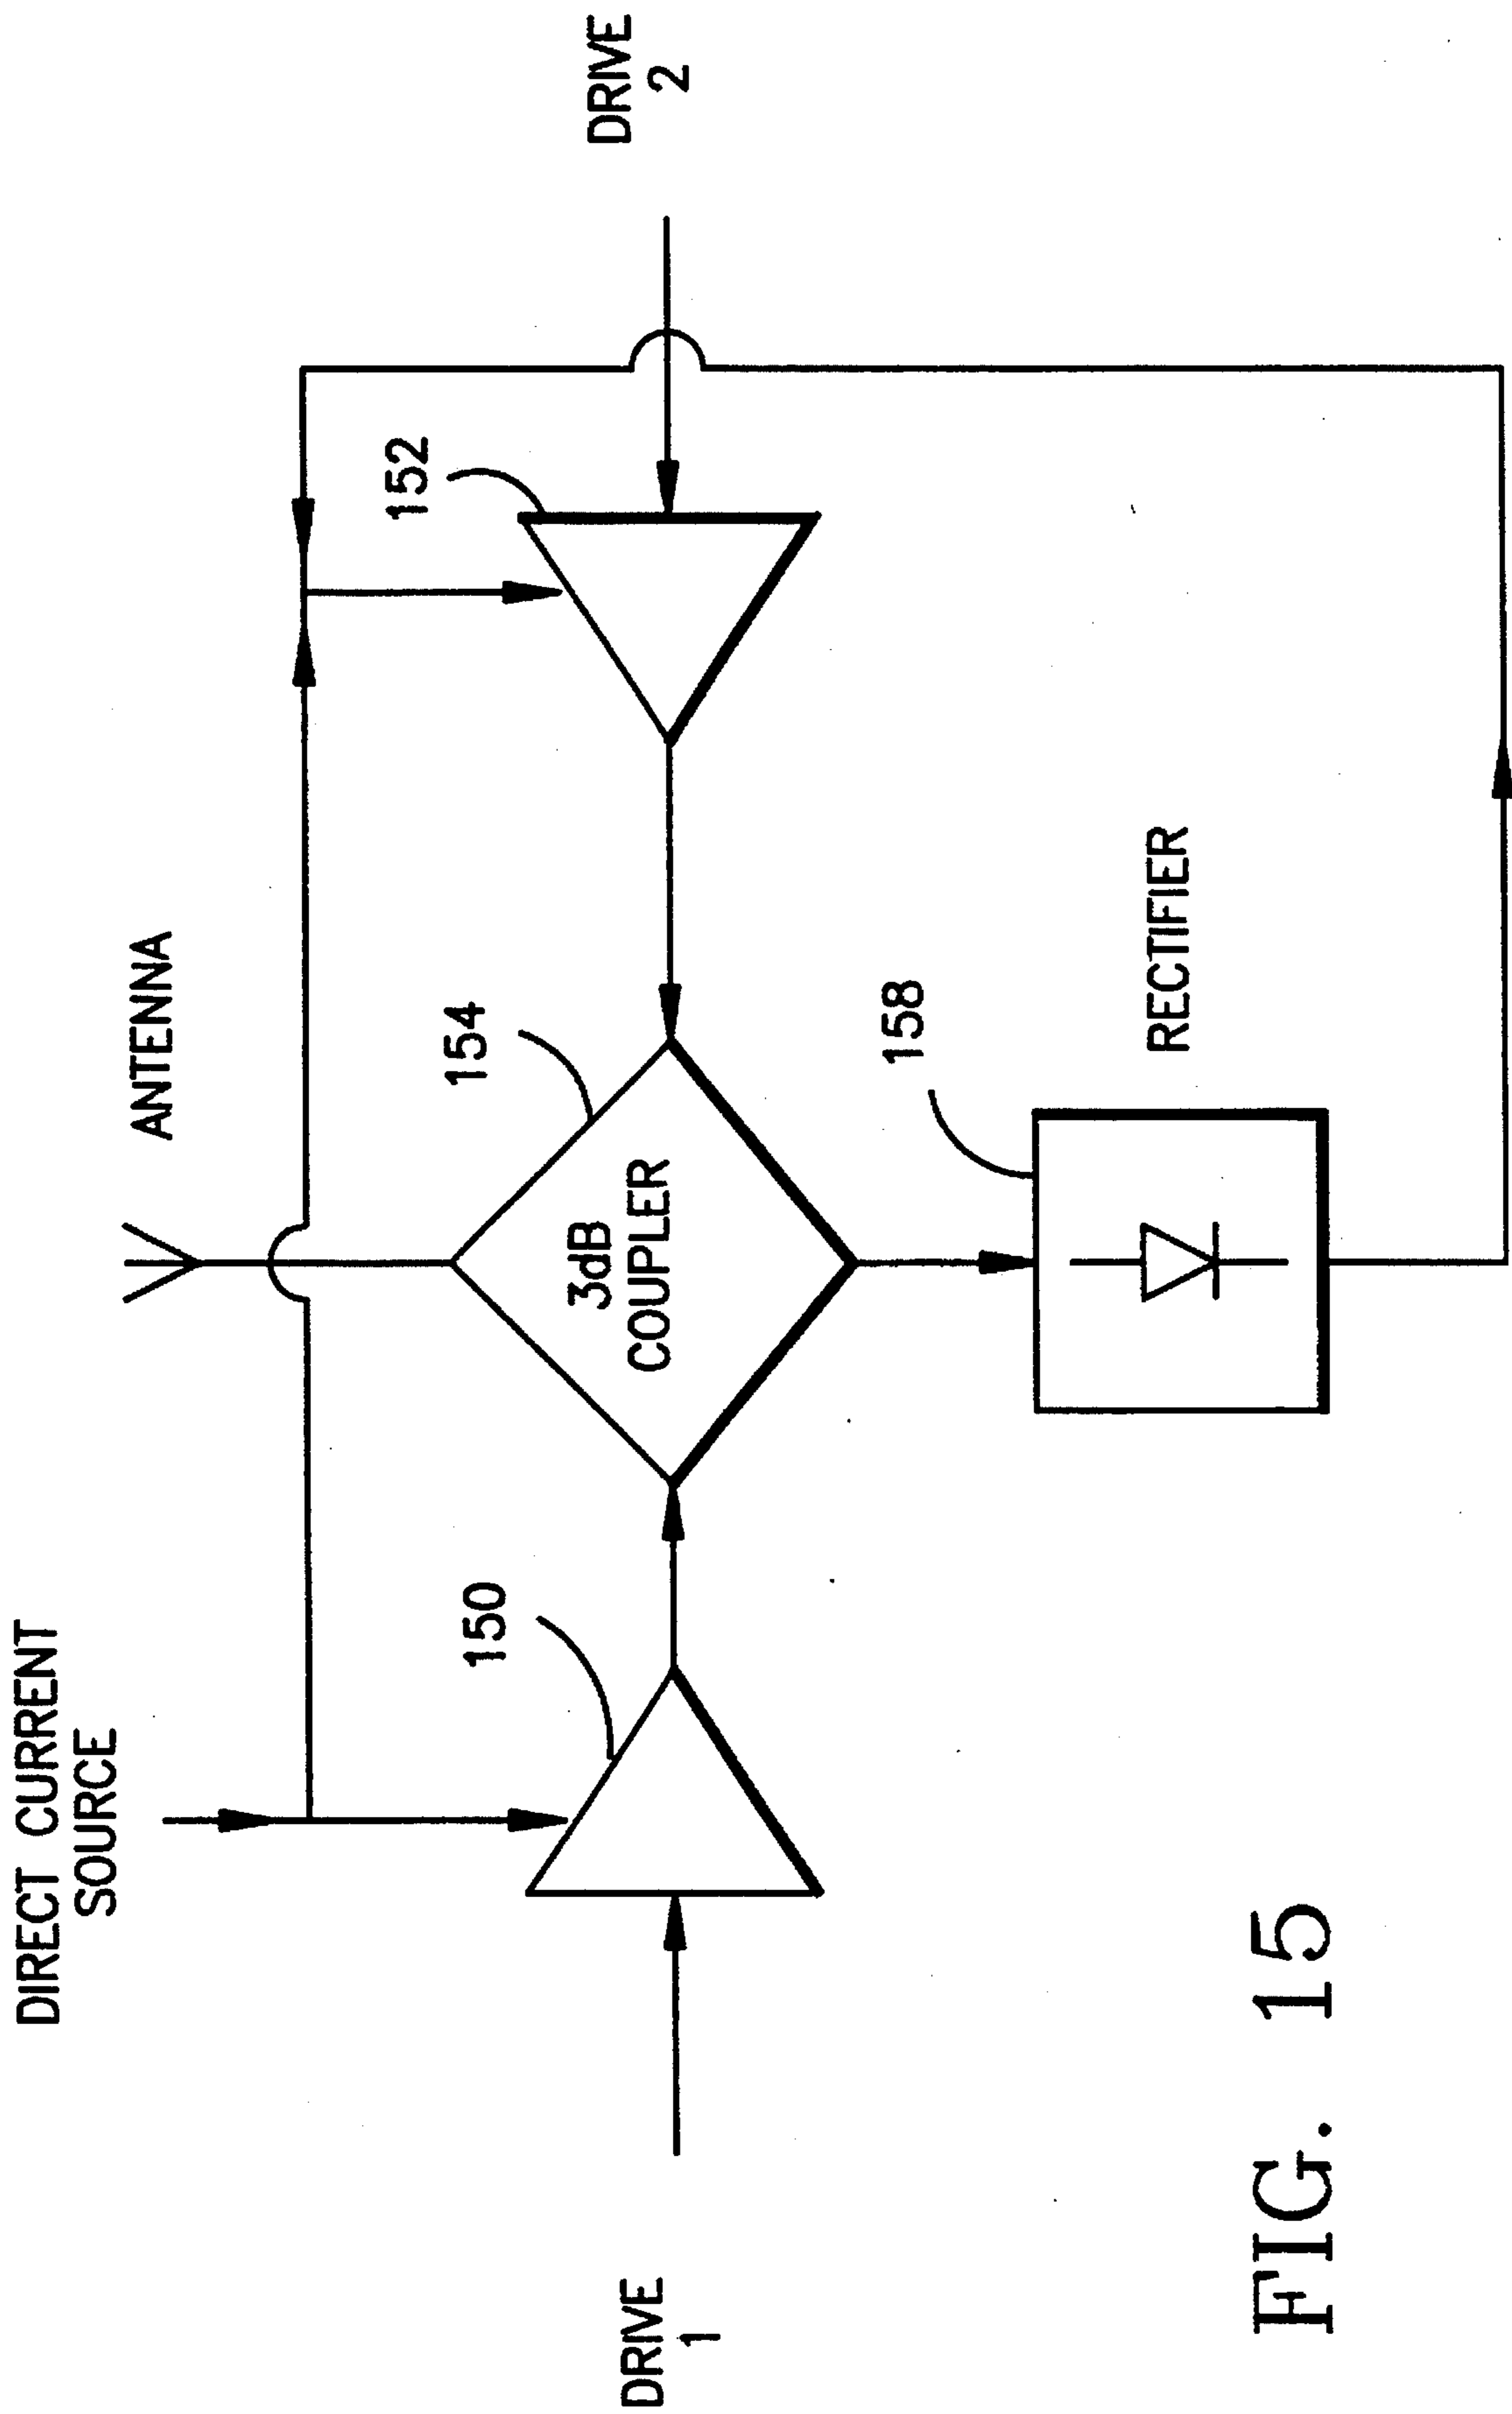 DIRECT CURRENT
SOURCE
ANTENNA
150
154
152
DRIVE
1
3dB
COUPLER
DRIVE
2
158
RECTIFIER
FIG. 15